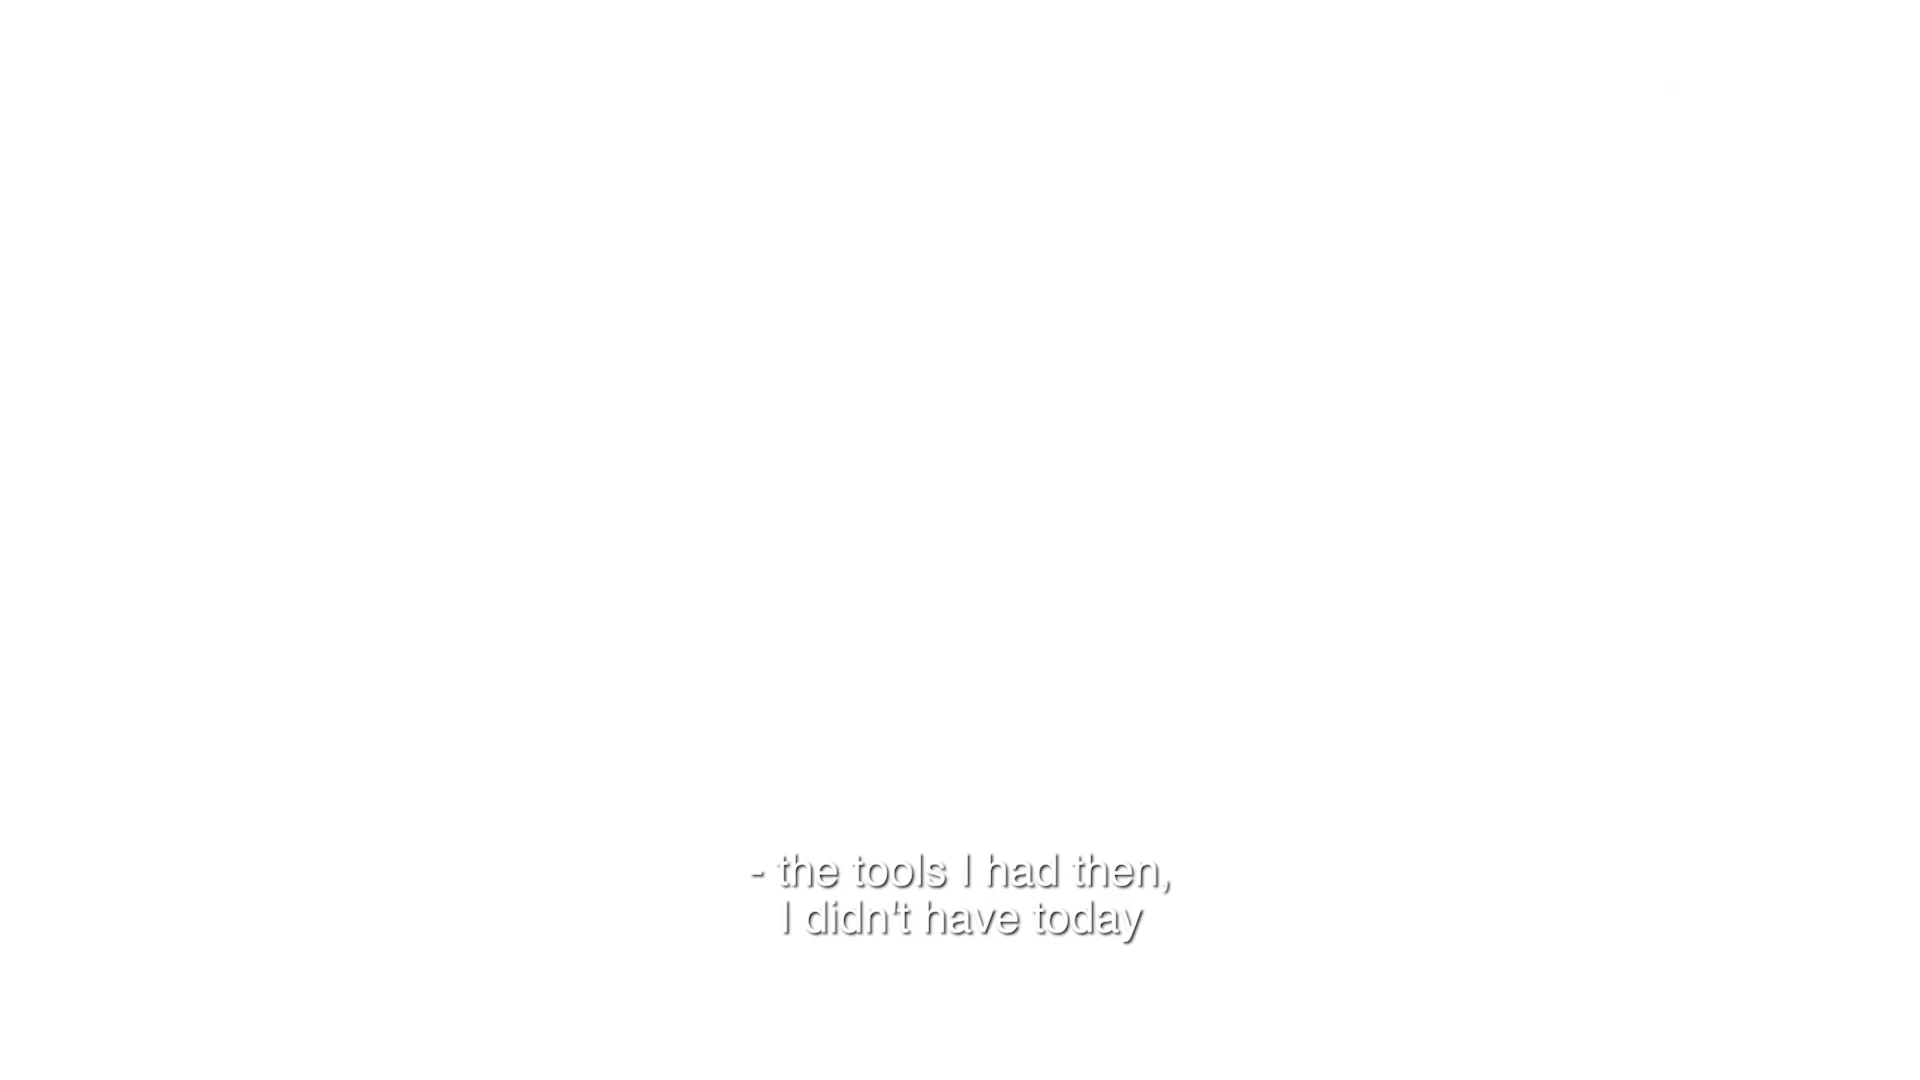 - the tools I had then,
I didn't have today